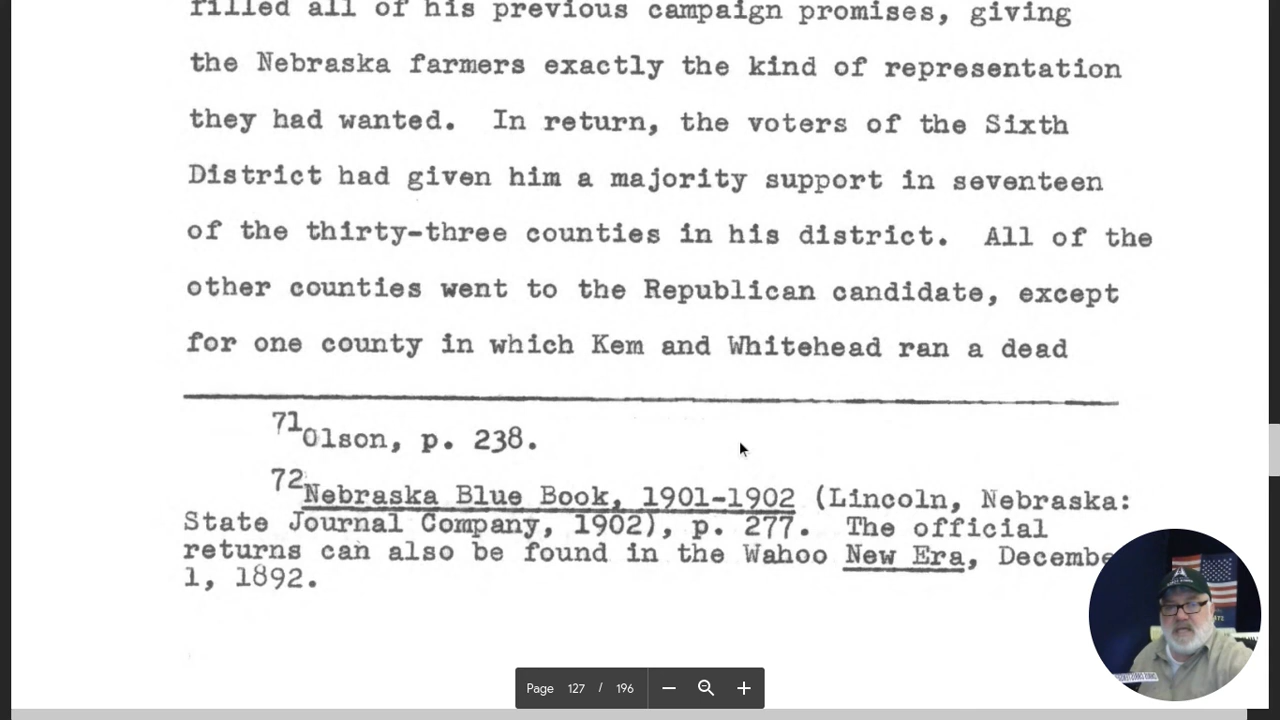 filled all of his previous campaign promises, giving
the Nebraska farmers exactly the kind of representation
they had wanted. In return, the voters of the Sixth
District had given him a majority support in seventeen
of the thirty-three counties in his district. All of the
other counties went to the Republican candidate, except
for one county in which Kem and Whitehead ran a dead
71Olson, p. 238.
72Nebraska Blue Book, 1901-1902 (Lincoln, Nebraska:
State Journal Company, 1902), p. 277. The official
returns can also be found in the Wahoo New Era, Decembe
1, 1892.
Page 127 / 196